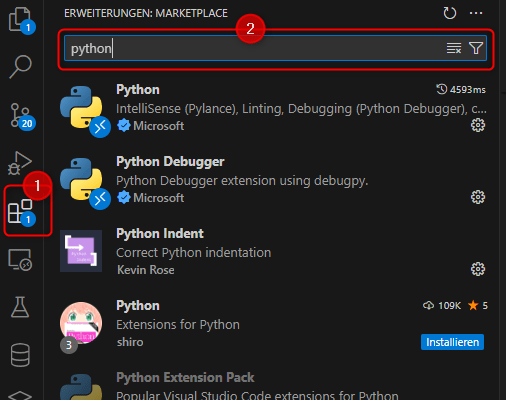 ERWEITERUNGEN: MARKETPLACE
1
2
python
20
1
1
Python
4593ms
IntelliSense (Pylance), Linting, Debugging (Python Debugger), c...
Microsoft
Python Debugger
Python Debugger extension using debugpy.
Microsoft
Python Indent
Correct Python indentation
Kevin Rose
Python
109K
5
Extensions for Python
3
shiro
Installieren
Python Extension Pack
Popular Visual Studio Code extensions for Python